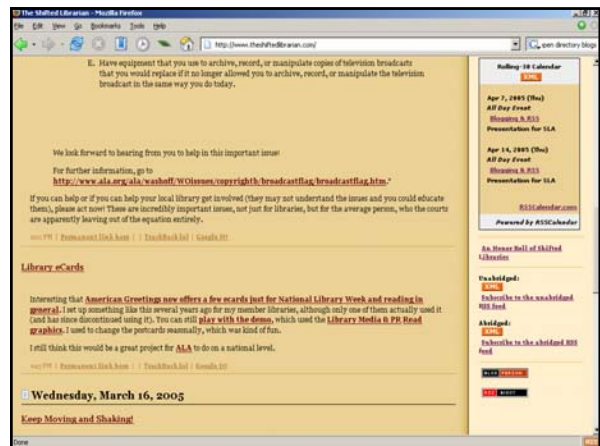 The Shifted Librarian - Mozilla Firefox
File Edit View Go Bookmarks Tools Help
http://www.theshiftedlibrarian.com/
open directory blogs
E. Have equipment that you use to archive, record, or manipulate copies of television broadcasts
that you would replace if it no longer allowed you to archive, record, or manipulate the television
broadcast in the same way you do today.
We look forward to hearing from you to help in this important issue!
For further information, go to
http://www.ala.org/ala/washoff/WOissues/copyrightb/broadcastflag/broadcastflag.htm."
If you can help or if you can help your local library get involved (they may not understand the issues and you could educate
them), please act now! These are incredibly important issues, not just for libraries, but for the average person, who the courts
are apparently leaving out of the equation entirely.
PM | Permanent link here | | TrackBack | Google It!
Library eCards
Interesting that American Greetings now offers a few ecards just for National Library Week and reading in
general. I set up something like this several years ago for my member libraries, although only one of them actually used it
(and has since discontinued using it). You can still play with the demo, which used the Library Media & PR Read
graphics. I used to change the postcards seasonally, which was kind of fun.
I still think this would be a great project for ALA to do on a national level.
PM | Permanent link here | | TrackBack | Google It!
Wednesday, March 16, 2005
Keep Moving and Shaking!
Rolling-30 Calendar
XML
Apr 7, 2005 (Thu)
All Day Event
Blogging & RSS
Presentation for SLA
Apr 14, 2005 (Thu)
All Day Event
Blogging & RSS
Presentation for SLA
RSSCalendar.com
Powered by RSSCalendar
An Honor Roll of Shifted
Libraries
Unabridged:
XML
Subscribe to the unabridged
RSS feed
Abridged:
XML
Subscribe to the abridged RSS
feed
Done